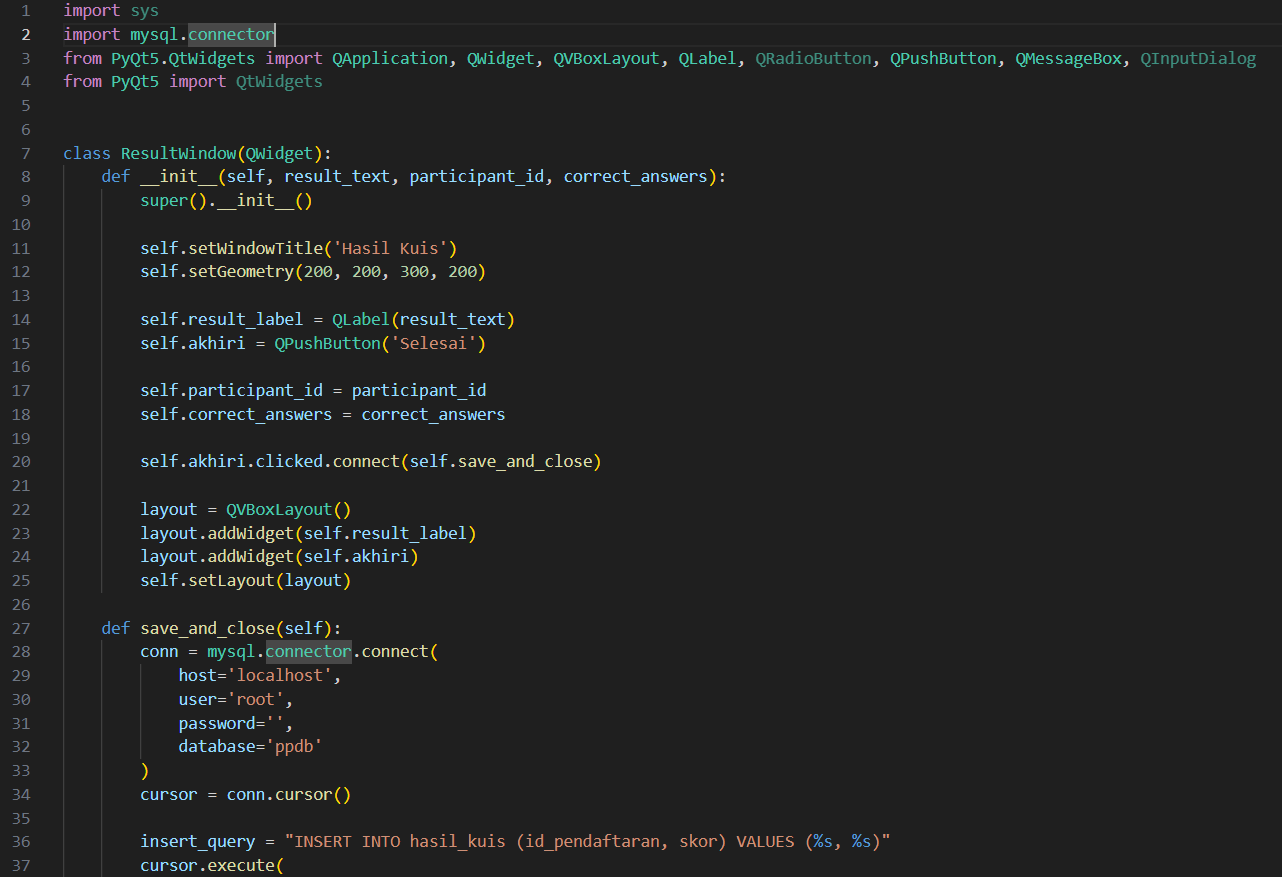 1 import sys
2 import mysql.connector
3 from PyQt5.QtWidgets import QApplication, QWidget, QVBoxLayout, QLabel, QRadioButton, QPushButton, QMessageBox, QInputDialog
4 from PyQt5 import QtWidgets
5
6
7 class ResultWindow(QWidget):
8     def __init__(self, result_text, participant_id, correct_answers):
9         super().__init__()
10
11         self.setWindowTitle('Hasil Kuis')
12         self.setGeometry(200, 200, 300, 200)
13
14         self.result_label = QLabel(result_text)
15         self.akhiri = QPushButton('Selesai')
16
17         self.participant_id = participant_id
18         self.correct_answers = correct_answers
19
20         self.akhiri.clicked.connect(self.save_and_close)
21
22         layout = QVBoxLayout()
23         layout.addWidget(self.result_label)
24         layout.addWidget(self.akhiri)
25         self.setLayout(layout)
26
27     def save_and_close(self):
28         conn = mysql.connector.connect(
29             host='localhost',
30             user='root',
31             password='',
32             database='ppdb'
33         )
34         cursor = conn.cursor()
35
36         insert_query = "INSERT INTO hasil_kuis (id_pendaftaran, skor) VALUES (%s, %s)"
37         cursor.execute(